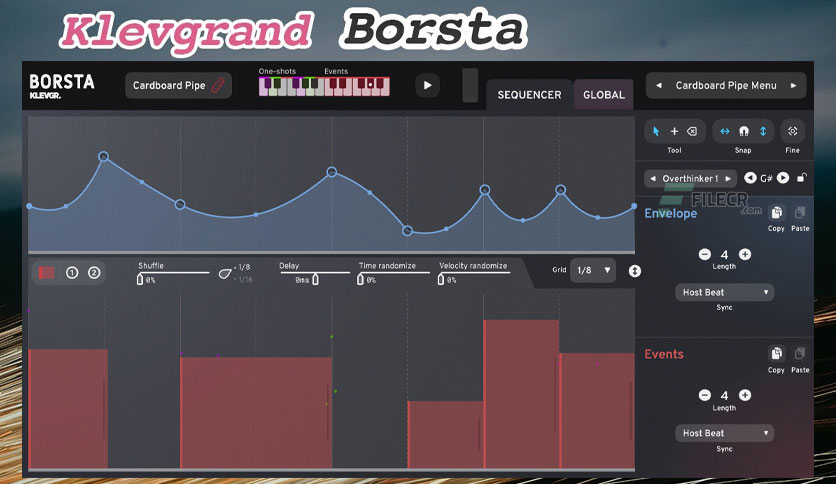 Klevgrand Borsta
BORSTA
KLEVGR.
Cardboard Pipe
One-shots Events
SEQUENCER
GLOBAL
Cardboard Pipe Menu
Tool Snap Fine
Overthinker 1
G#
FILECR
.com
Envelope
Copy Paste
4
Length
Host Beat
Sync
1 2
Shuffle
0%
1/8
1/16
Delay
0ms
Time randomize
0%
Velocity randomize
0%
Grid 1/8
Events
Copy Paste
4
Length
Host Beat
Sync